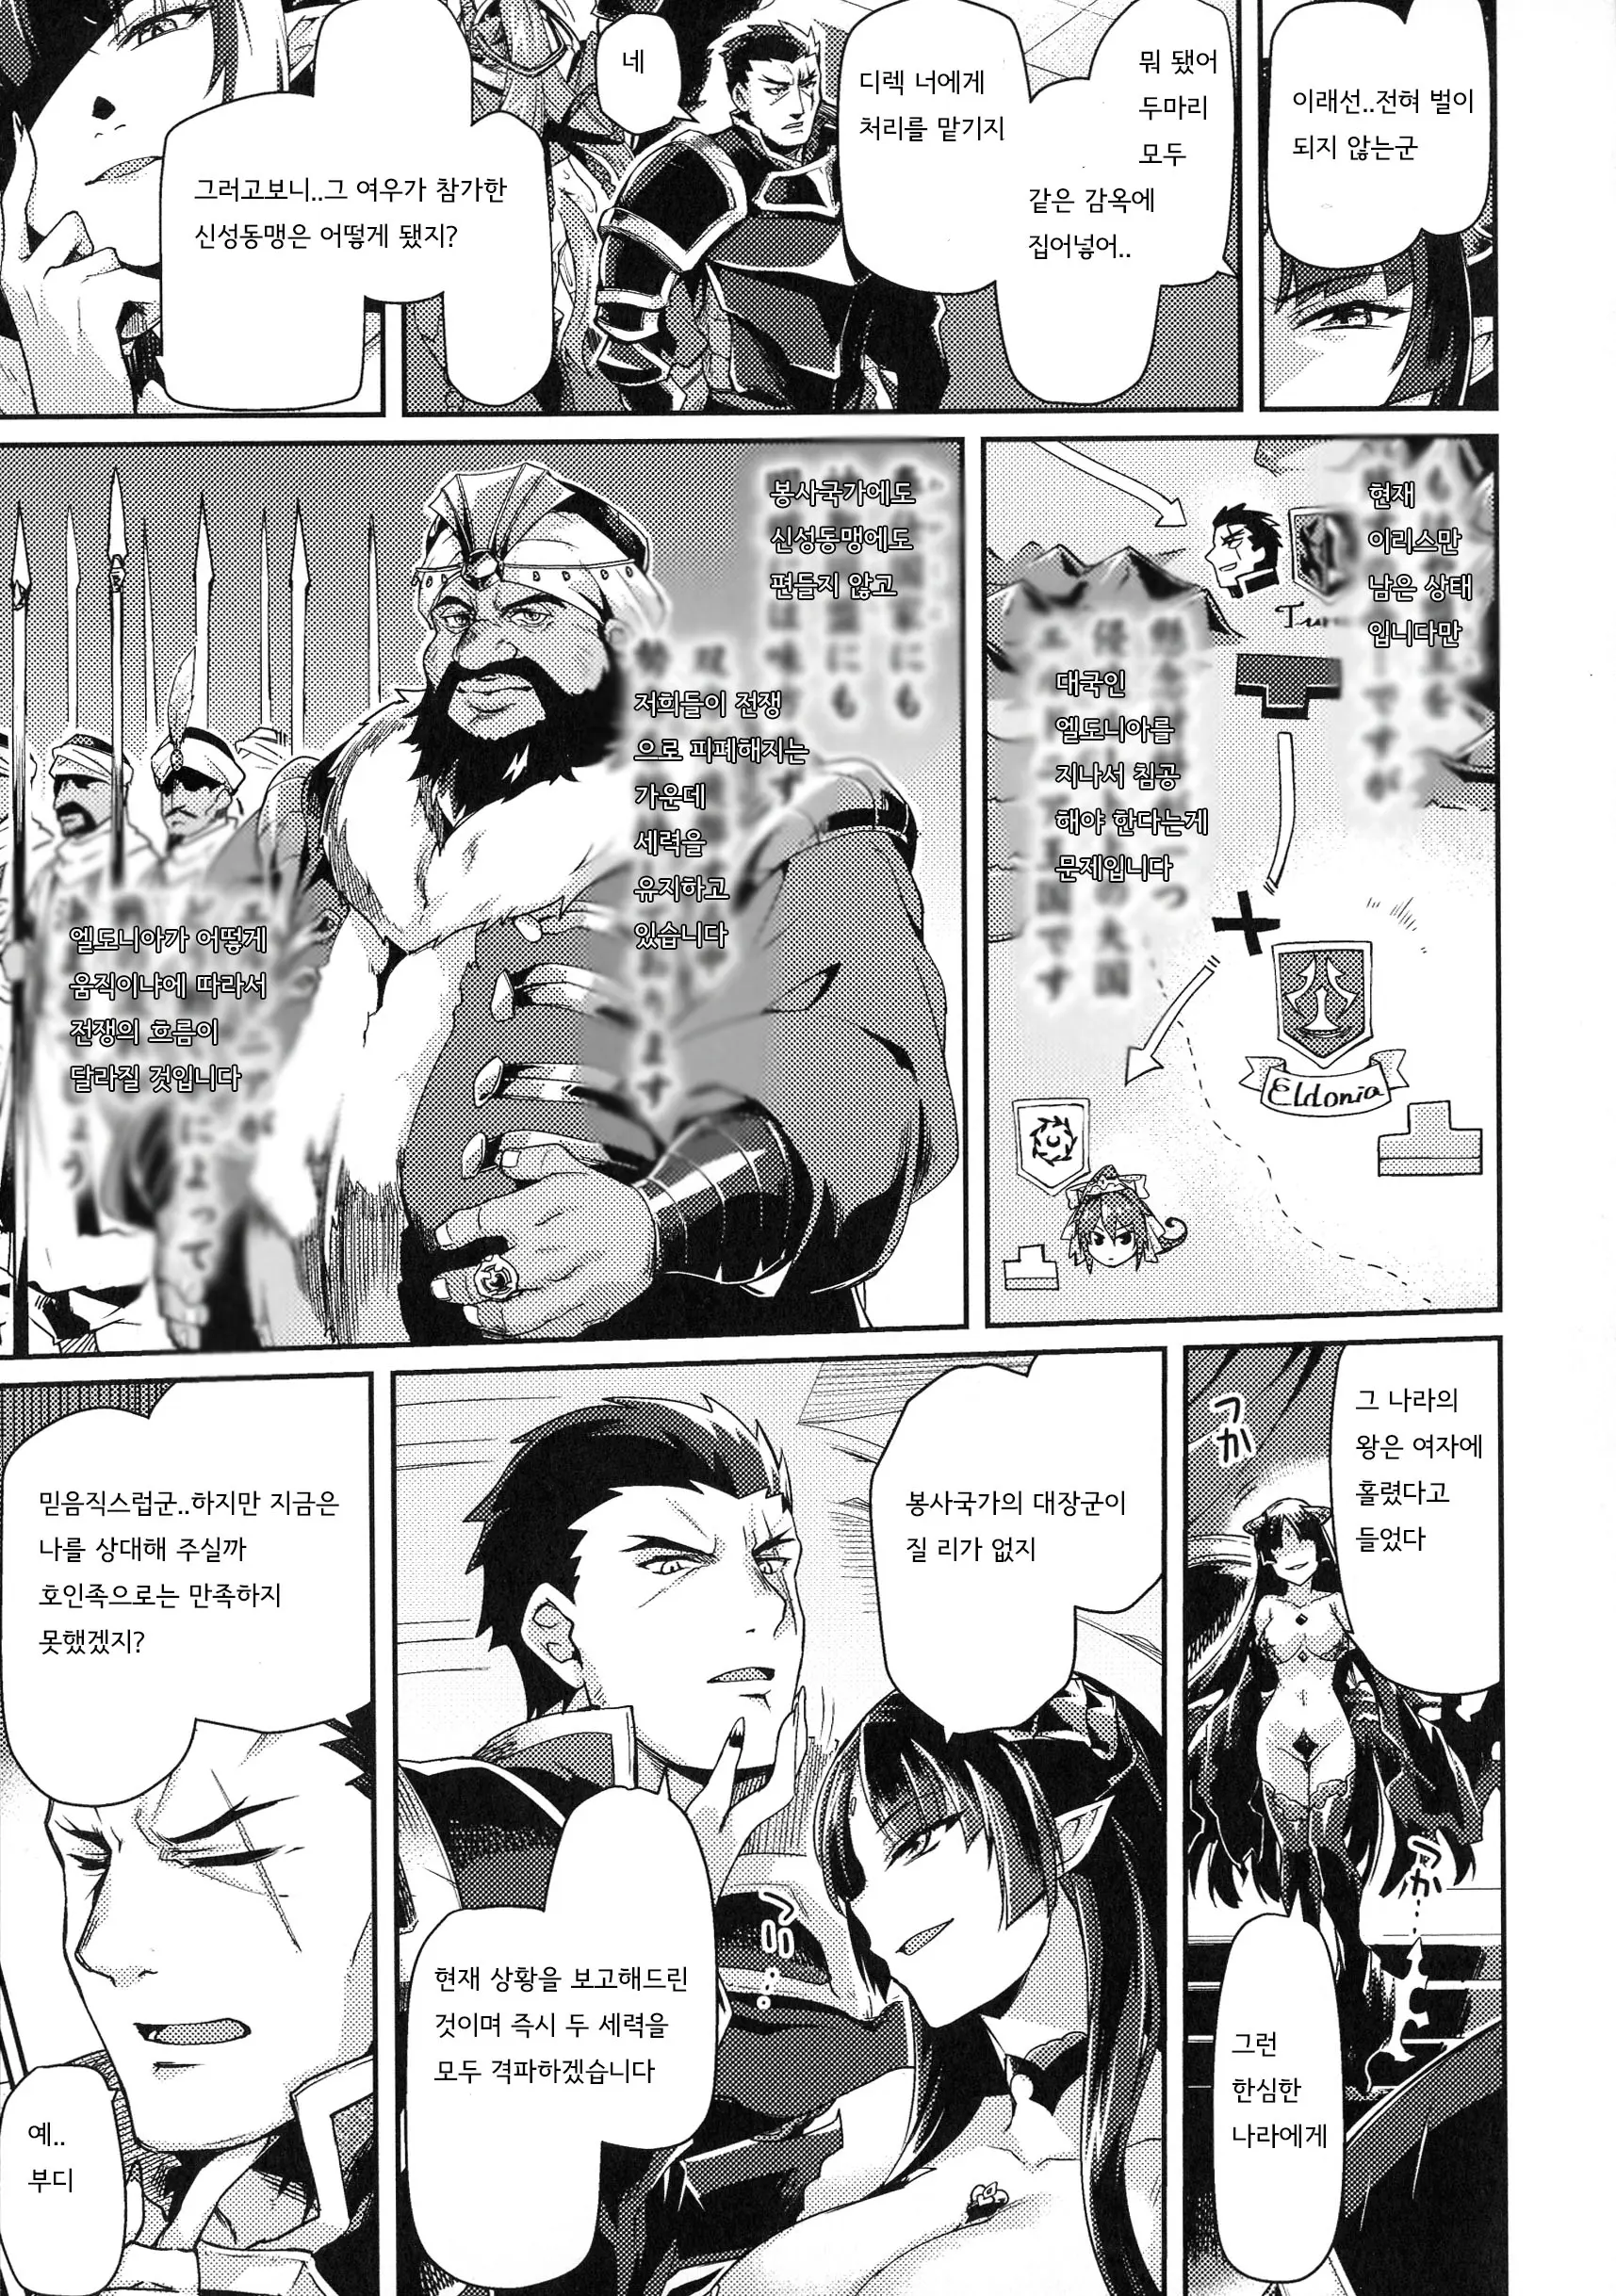 이래선..전혀 벌이
되지 않는군
뭐 됐어
두마리
모두
같은 감옥에
집어넣어..
디렉 너에게
처리를 맡기지
네
그러고보니..그 여우가 참가한
신성동맹은 어떻게 됐지?
현재
이리스만
남은 상태
입니다만
대국인
엘도니아를
지나서 침공
해야 한다는게
문제입니다
Eldonia
봉사국가에도
신성동맹에도
편들지 않고
저희들이 전쟁
으로 피폐해지는
가운데
세력을
유지하고
있습니다
엘도니아가 어떻게
움직이냐에 따라서
전쟁의 흐름이
달라질 것입니다
그 나라의
왕은 여자에
홀렸다고
들었다
つか
つか…
그런
한심한
나라에게
봉사국가의 대장군이
질 리가 없지
つー…。
현재 상황을 보고해드린
것이며 즉시 두 세력을
모두 격파하겠습니다
믿음직스럽군..하지만 지금은
나를 상대해 주실까
호인족으로는 만족하지
못했겠지?
예..
부디